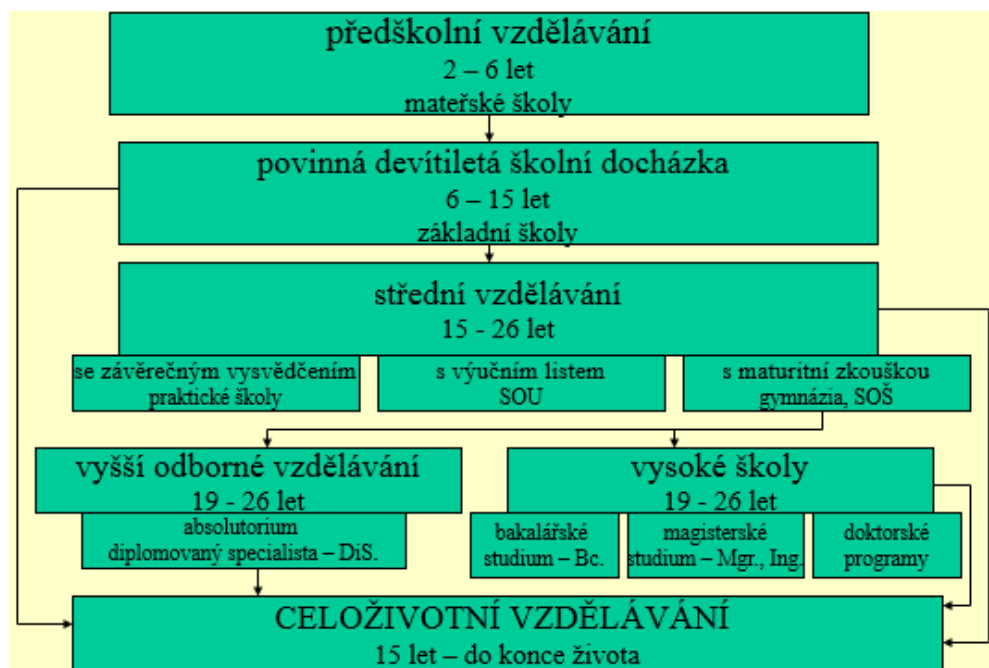 předškolní vzdělávání
2 – 6 let
mateřské školy
povinná devítiletá školní docházka
6 – 15 let
základní školy
střední vzdělávání
15 - 26 let
se závěrečným vysvědčením
praktické školy
s výučním listem
SOU
s maturitní zkouškou
gymnázia, SOŠ
vyšší odborné vzdělávání
19 - 26 let
absolutorium
diplomovaný specialista – DiS.
vysoké školy
19 - 26 let
bakalářské
studium – Bc.
magisterské
studium – Mgr., Ing.
doktorské
programy
CELOŽIVOTNÍ VZDĚLÁVÁNÍ
15 let – do konce života